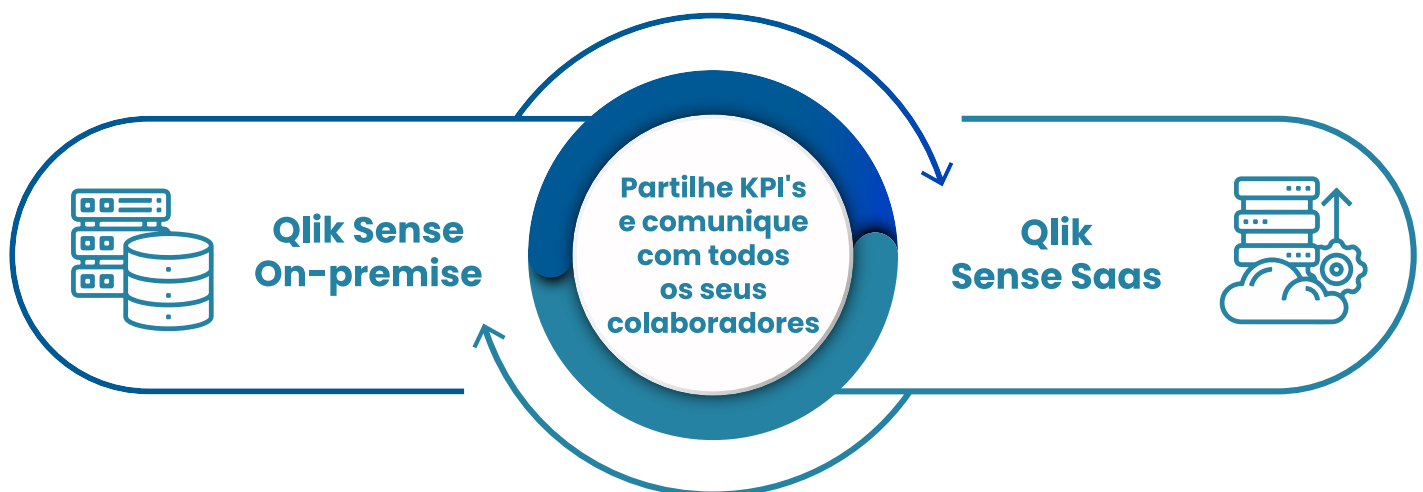 Qlik Sense
On-premise
Partilhe KPI's
e comunique
com todos
os seus
colaboradores
Qlik
Sense Saas